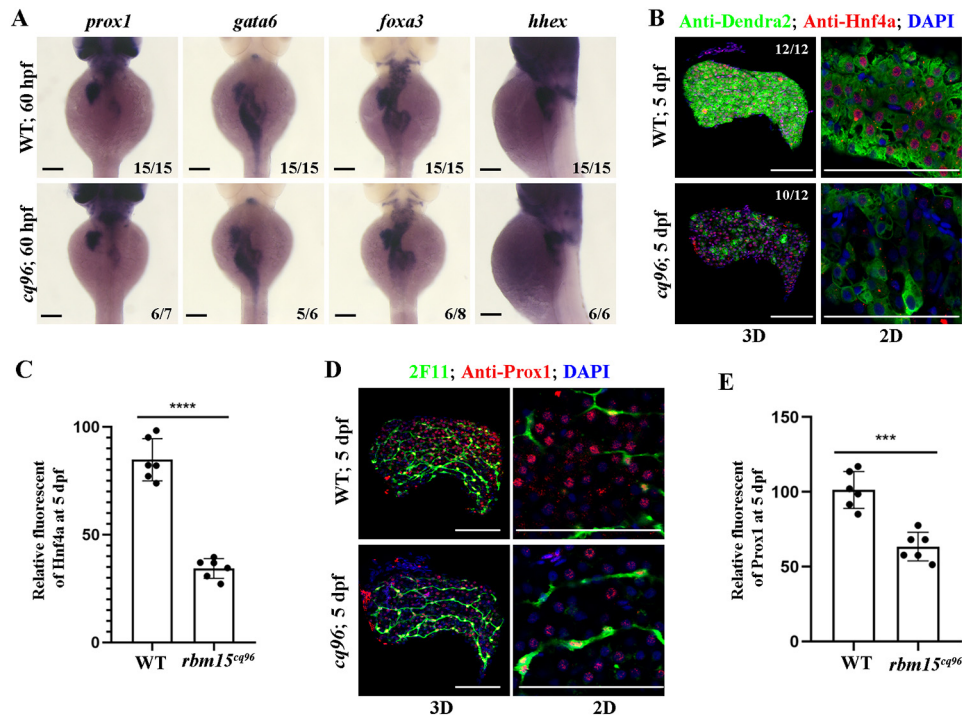 A
prox1 gata6 foxa3 hhex
WT; 60 hpf
15/15 15/15 15/15 15/15
cq96; 60 hpf
6/7 5/6 6/8 6/6
B
Anti-Dendra2; Anti-Hnf4a; DAPI
WT; 5 dpf
12/12
cq96; 5 dpf
10/12
3D 2D
C
Relative fluorescent
of Hnf4a at 5 dpf
100
50
0
****
WT rbm15cq96
D
2F11; Anti-Prox1; DAPI
WT; 5 dpf
cq96; 5 dpf
3D 2D
E
Relative fluorescent
of Prox1 at 5 dpf
150
100
50
0
***
WT rbm15cq96